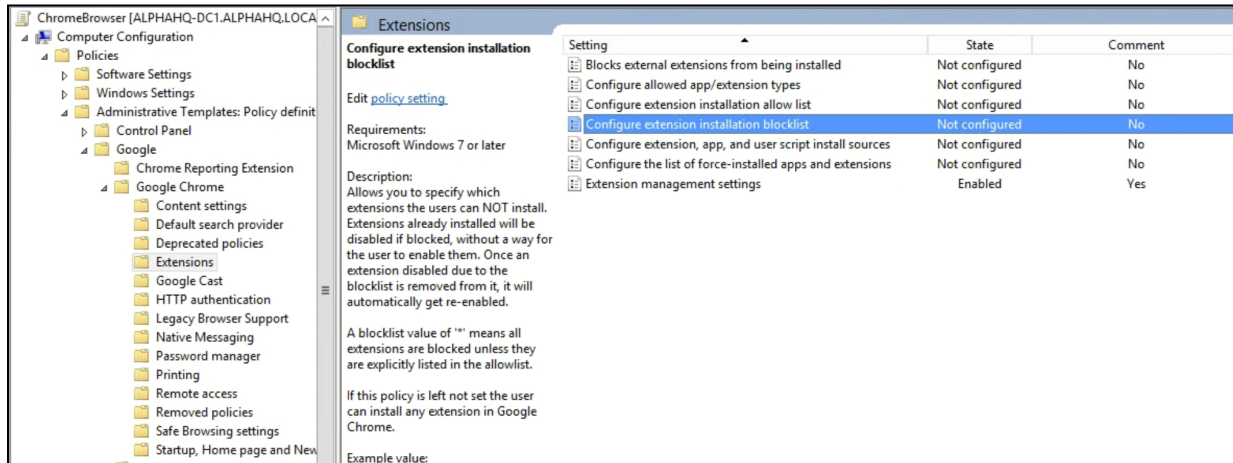 ChromeBrowser [ALPHAHQ-DC1.ALPHAHQ.LOCA
Computer Configuration
Policies
Software Settings
Windows Settings
Administrative Templates: Policy definit
Control Panel
Google
Chrome Reporting Extension
Google Chrome
Content settings
Default search provider
Deprecated policies
Extensions
Google Cast
HTTP authentication
Legacy Browser Support
Native Messaging
Password manager
Printing
Remote access
Removed policies
Safe Browsing settings
Startup, Home page and New
Extensions
Configure extension installation
blocklist
Edit policy setting
Requirements:
Microsoft Windows 7 or later
Description:
Allows you to specify which
extensions the users can NOT install.
Extensions already installed will be
disabled if blocked, without a way for
the user to enable them. Once an
extension disabled due to the
blocklist is removed from it, it will
automatically get re-enabled.
A blocklist value of '*' means all
extensions are blocked unless they
are explicitly listed in the allowlist.
If this policy is left not set the user
can install any extension in Google
Chrome.
Example value:
Setting State Comment
Blocks external extensions from being installed Not configured No
Configure allowed app/extension types Not configured No
Configure extension installation allow list Not configured No
Configure extension installation blocklist Not configured No
Configure extension, app, and user script install sources Not configured No
Configure the list of force-installed apps and extensions Not configured No
Extension management settings Enabled Yes